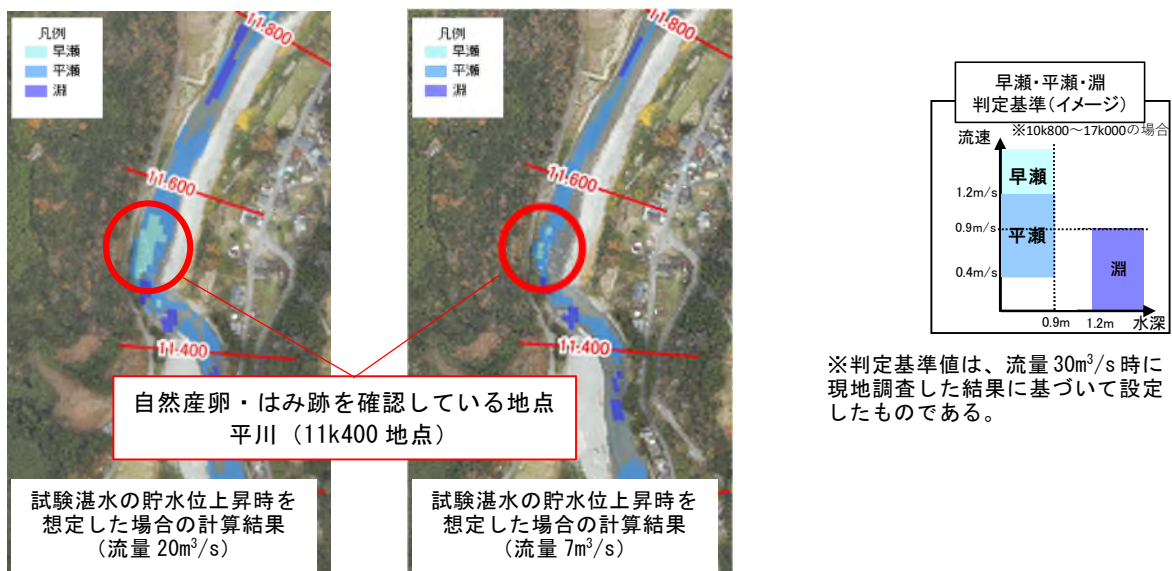 凡例
早瀬
平瀬
淵
11.800
11.600
11.400
凡例
早瀬
平瀬
淵
11.800
11.600
11.400
自然産卵・はみ跡を確認している地点
平川（11k400 地点）
試験湛水の貯水位上昇時を
想定した場合の計算結果
（流量 20m³/s）
試験湛水の貯水位上昇時を
想定した場合の計算結果
（流量 7m³/s）
早瀬・平瀬・淵
判定基準（イメージ）
※10k800～17k000の場合
流速
早瀬
1.2m/s
平瀬
0.9m/s
淵
0.4m/s
0.9m 1.2m 水深
※判定基準値は、流量 30m³/s 時に
現地調査した結果に基づいて設定
したものである。